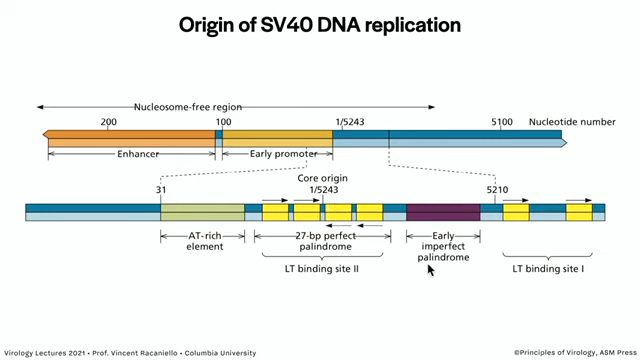 Origin of SV40 DNA replication
Nucleosome-free region
200
100
1/5243
5100
Nucleotide number
Enhancer
Early promoter
Core origin
31
1/5243
5210
AT-rich
element
27-bp perfect
palindrome
Early
imperfect
palindrome
LT binding site II
LT binding site I
Virology Lectures 2021 • Prof. Vincent Racaniello • Columbia University
©Principles of Virology, ASM Press